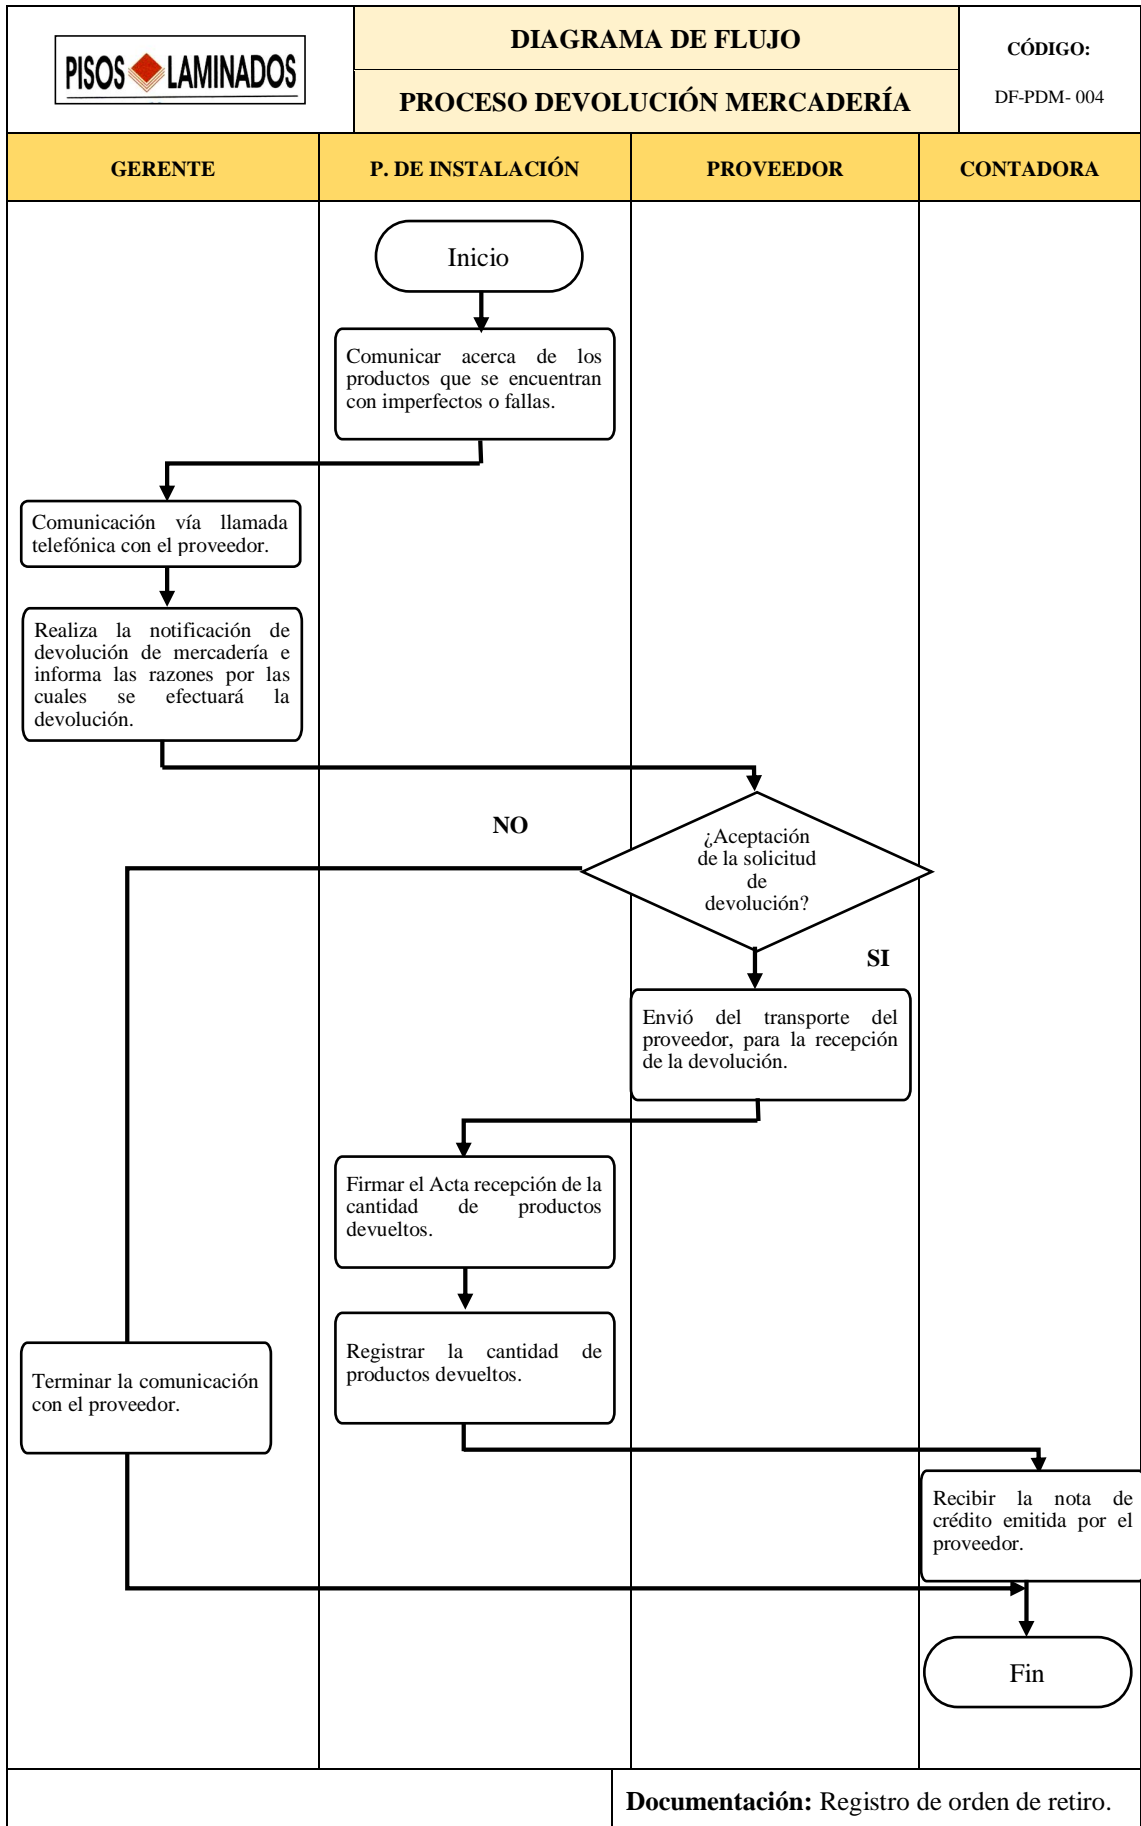 PISOS LAMINADOS
DIAGRAMA DE FLUJO
PROCESO DEVOLUCIÓN MERCADERÍA
CÓDIGO:
DF-PDM- 004
GERENTE
P. DE INSTALACIÓN
PROVEEDOR
CONTADORA
Inicio
Comunicar acerca de los
productos que se encuentran
con imperfectos o fallas.
Comunicación vía llamada
telefónica con el proveedor.
Realiza la notificación de
devolución de mercadería e
informa las razones por las
cuales se efectuará la
devolución.
NO
¿Aceptación
de la solicitud
de
devolución?
SI
Envió del transporte del
proveedor, para la recepción
de la devolución.
Firmar el Acta recepción de la
cantidad de productos
devueltos.
Registrar la cantidad de
productos devueltos.
Terminar la comunicación
con el proveedor.
Recibir la nota de
crédito emitida por el
proveedor.
Fin
Documentación: Registro de orden de retiro.